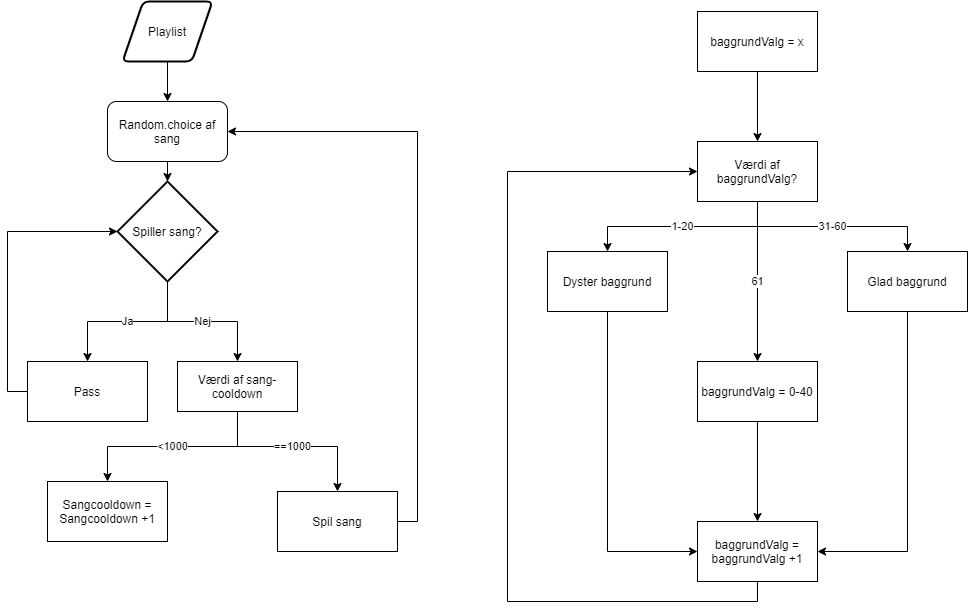 Playlist
Random.choice af
sang
Spiller sang?
Ja
Nej
Pass
Værdi af sang-
cooldown
<1000
==1000
Sangcooldown =
Sangcooldown +1
Spil sang
baggrundValg = x
Værdi af
baggrundValg?
1-20
31-60
61
Dyster baggrund
Glad baggrund
baggrundValg = 0-40
baggrundValg =
baggrundValg +1